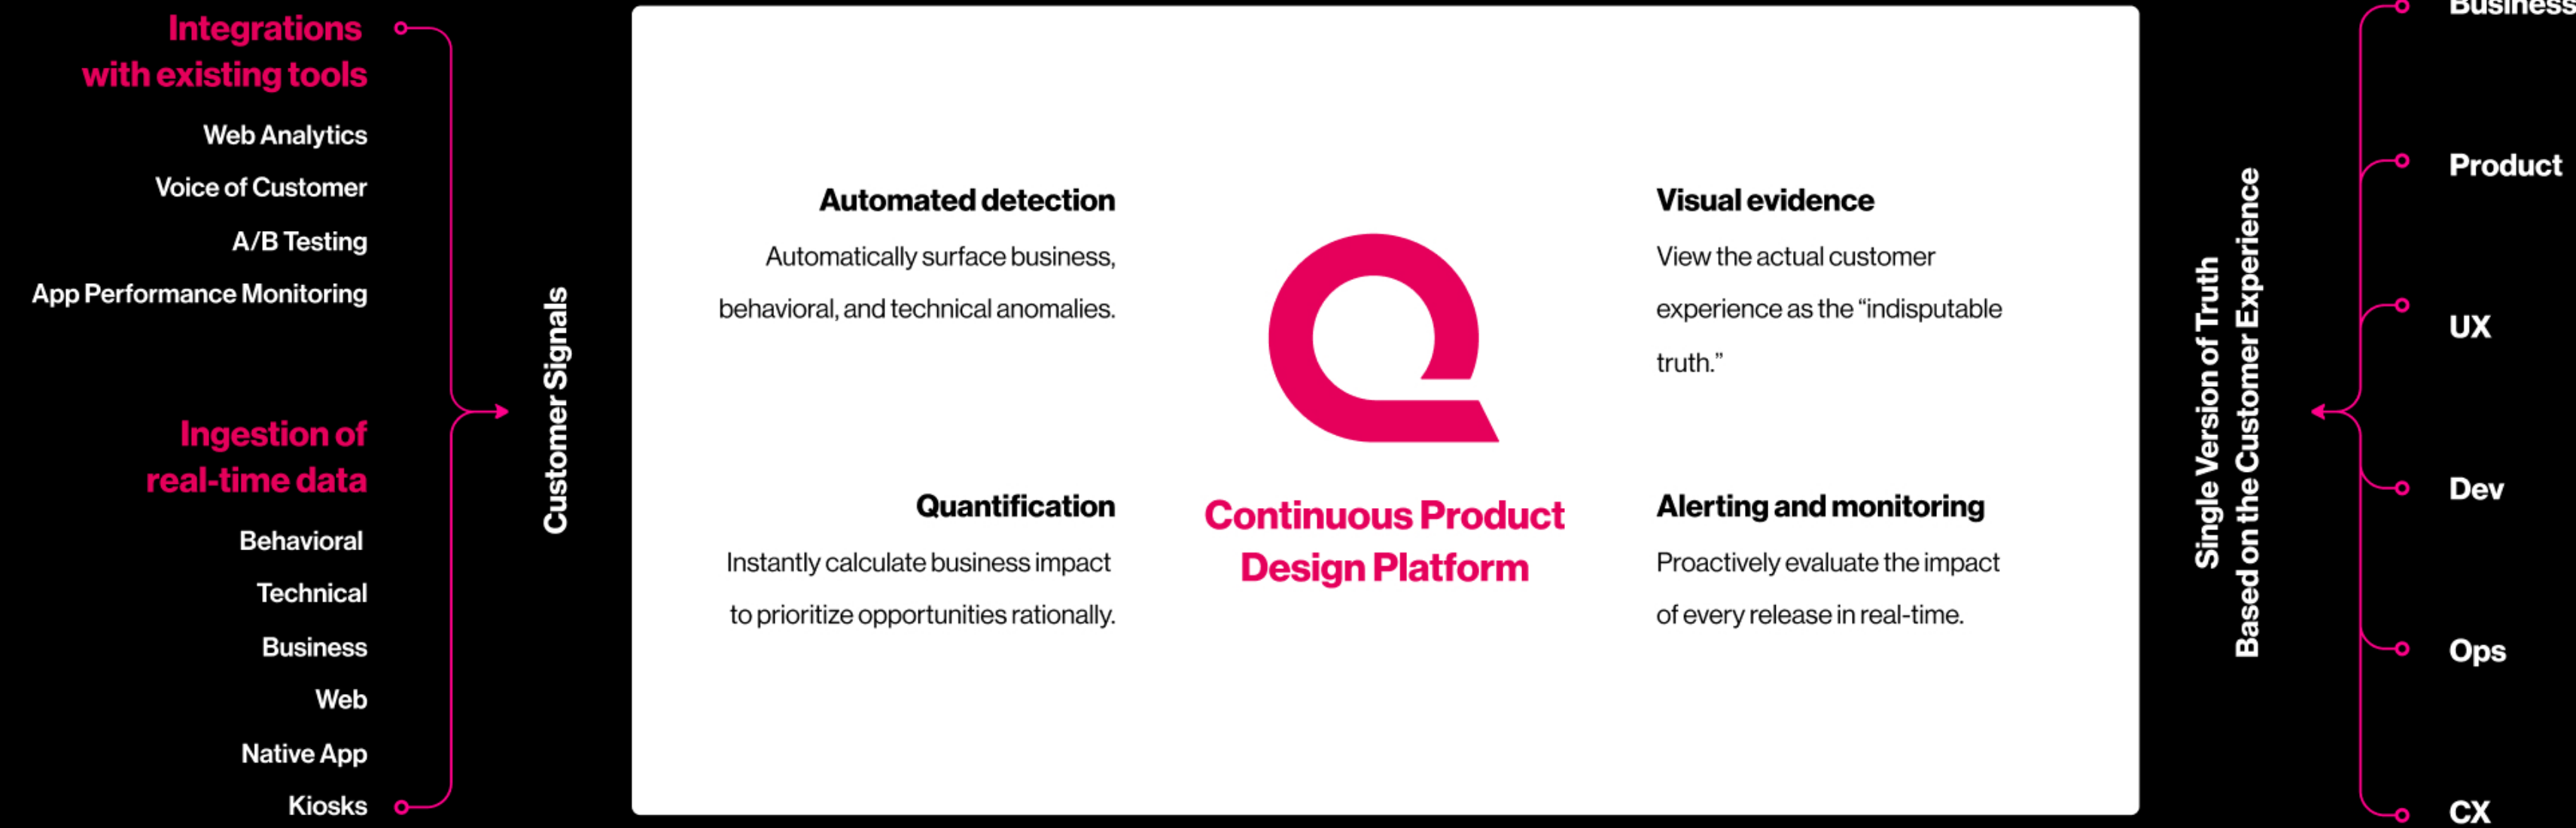 Integrations
with existing tools
Web Analytics
Voice of Customer
A/B Testing
App Performance Monitoring
Ingestion of
real-time data
Behavioral
Technical
Business
Web
Native App
Kiosks
Customer Signals
Automated detection
Automatically surface business,
behavioral, and technical anomalies.
Quantification
Instantly calculate business impact
to prioritize opportunities rationally.
Continuous Product
Design Platform
Visual evidence
View the actual customer
experience as the “indisputable
truth.”
Alerting and monitoring
Proactively evaluate the impact
of every release in real-time.
Single Version of Truth
Based on the Customer Experience
Business
Product
UX
Dev
Ops
CX